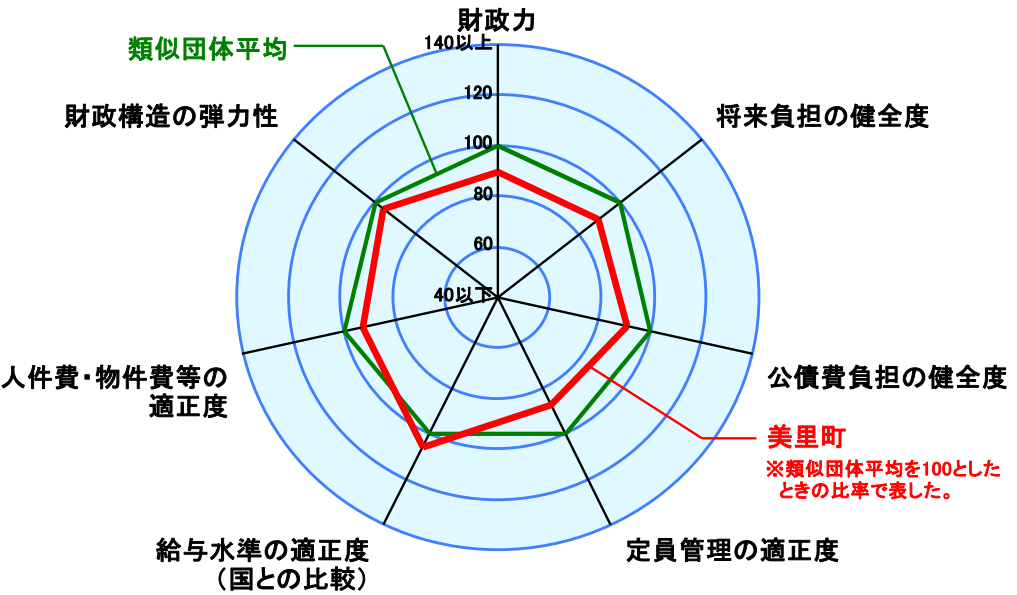 財政力
類似団体平均
140以上
120
100
80
60
40以下
財政構造の弾力性
将来負担の健全度
人件費・物件費等の
適正度
公債費負担の健全度
美里町
※類似団体平均を100とした
ときの比率で表した。
給与水準の適正度
（国との比較）
定員管理の適正度